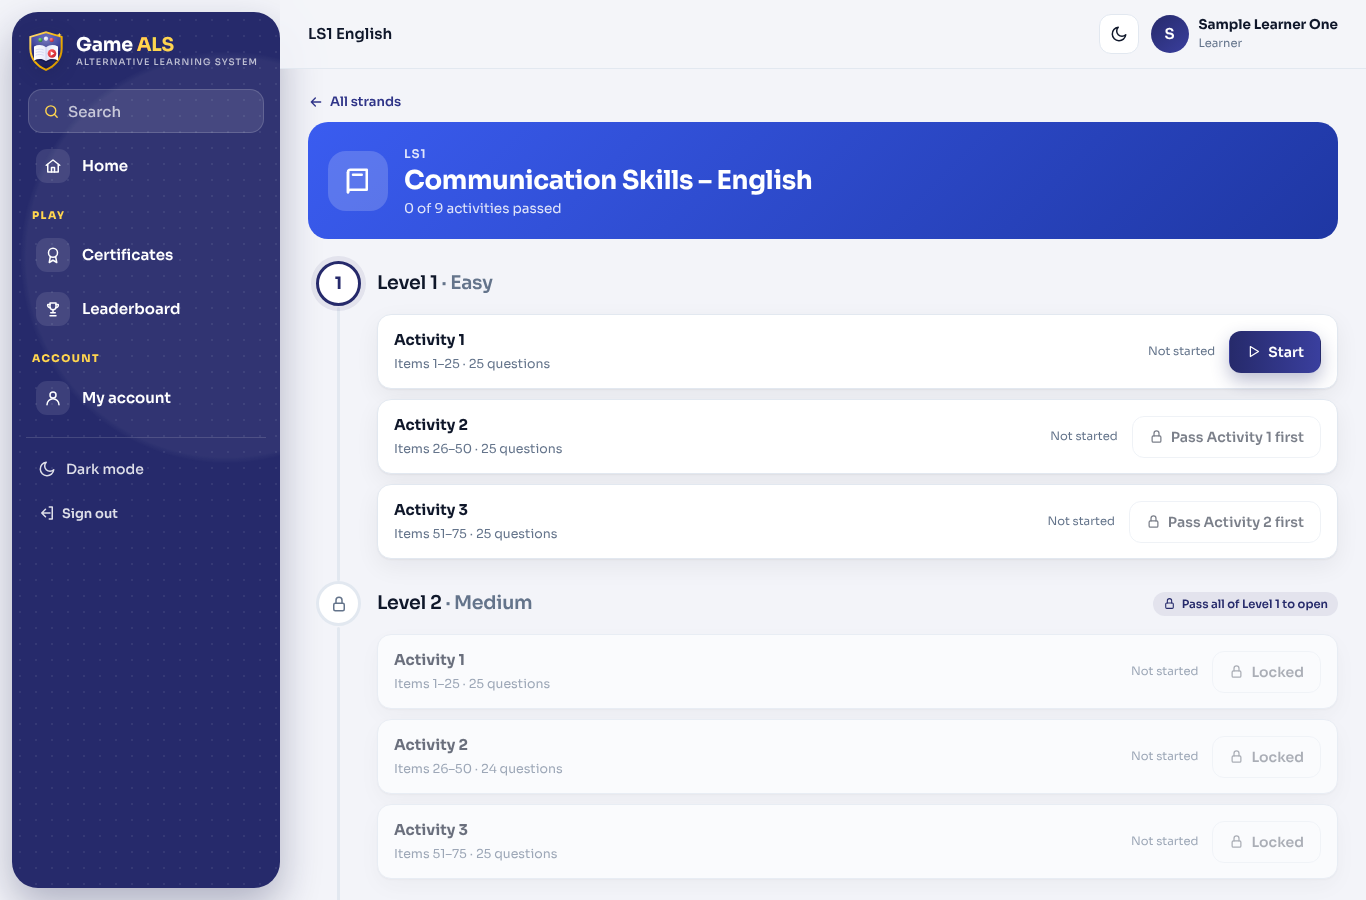 Game ALS
ALTERNATIVE LEARNING SYSTEM
Search
Home
PLAY
Certificates
Leaderboard
ACCOUNT
My account
Dark mode
Sign out
LS1 English
S
Sample Learner One
Learner
All strands
LS1
Communication Skills – English
0 of 9 activities passed
1
Level 1 · Easy
Activity 1
Items 1–25 · 25 questions
Not started
Start
Activity 2
Items 26–50 · 25 questions
Not started
Pass Activity 1 first
Activity 3
Items 51–75 · 25 questions
Not started
Pass Activity 2 first
Level 2 · Medium
Pass all of Level 1 to open
Activity 1
Items 1–25 · 25 questions
Not started
Locked
Activity 2
Items 26–50 · 24 questions
Not started
Locked
Activity 3
Items 51–75 · 25 questions
Not started
Locked